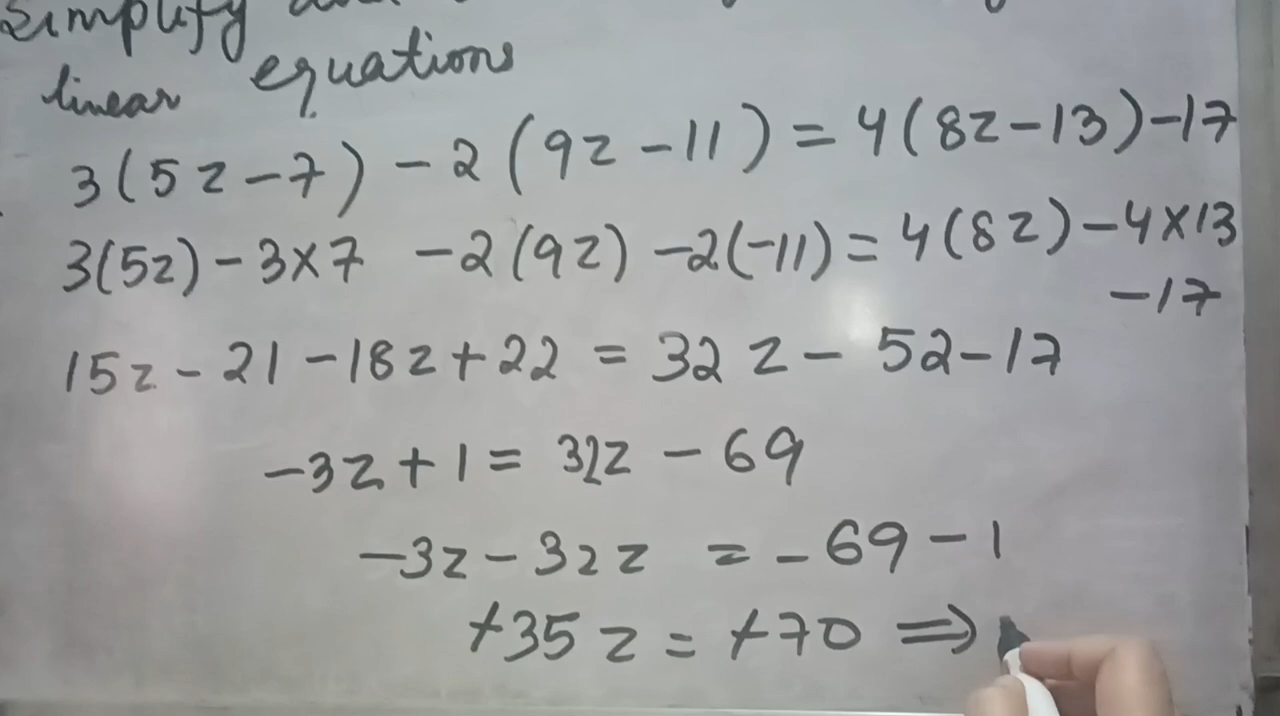 Simplify
linear equations
3(5z-7) - 2(9z-11) = 4(8z-13)-17
3(5z)-3×7 -2(9z) -2(-11) = 4(8z)-4×13
-17
15z-21-18z+22 = 32z-52-17
-3z+1 = 32z-69
-3z-32z = -69-1
+35z = +70 ⇒